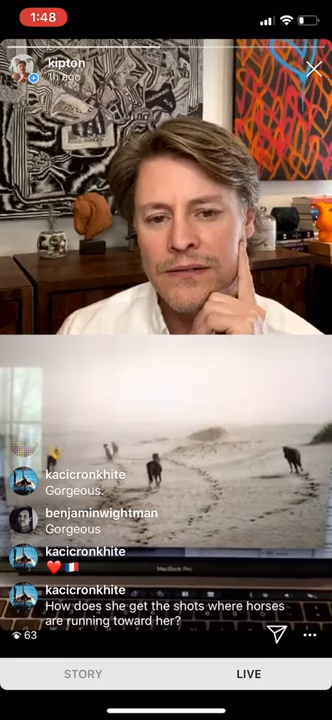 1:48
kipton
1h ago
kacicronkhite
Gorgeous.
benjaminwightman
Gorgeous
kacicronkhite
❤️🇫🇷
MacBook Pro
kacicronkhite
How does she get the shots where horses
are running toward her?
63
STORY
LIVE